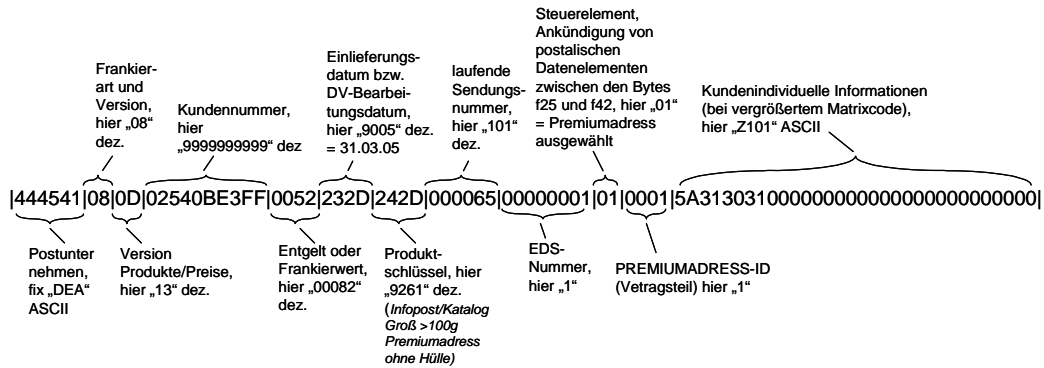 Steuerelement,
Ankündigung von
postalischen
Datenelementen
zwischen den Bytes
f25 und f42, hier „01“
= Premiumadress
ausgewählt
Einlieferungs-
datum bzw.
DV-Bearbei-
tungsdatum,
hier „9005“ dez.
= 31.03.05
laufende
Sendungs-
nummer,
hier „101“
dez.
Frankier-
art und
Version,
hier „08“
dez.
Kundennummer,
hier
„9999999999“ dez
Kundenindividuelle Informationen
(bei vergrößertem Matrixcode),
hier „Z101“ ASCII
|444541|08|0D|02540BE3FF|0052|232D|242D|000065|00000001|01|0001|5A31303100000000000000000000000000|
Postunter
nehmen,
fix „DEA“
ASCII
Version
Produkte/Preise,
hier „13“ dez.
Entgelt oder
Frankierwert,
hier „00082“
dez.
Produkt-
schlüssel, hier
„9261“ dez.
(Infopost/Katalog
Groß >100g
Premiumadress
ohne Hülle)
EDS-
Nummer,
hier „1“
PREMIUMADRESS-ID
(Vetragsteil) hier „1“